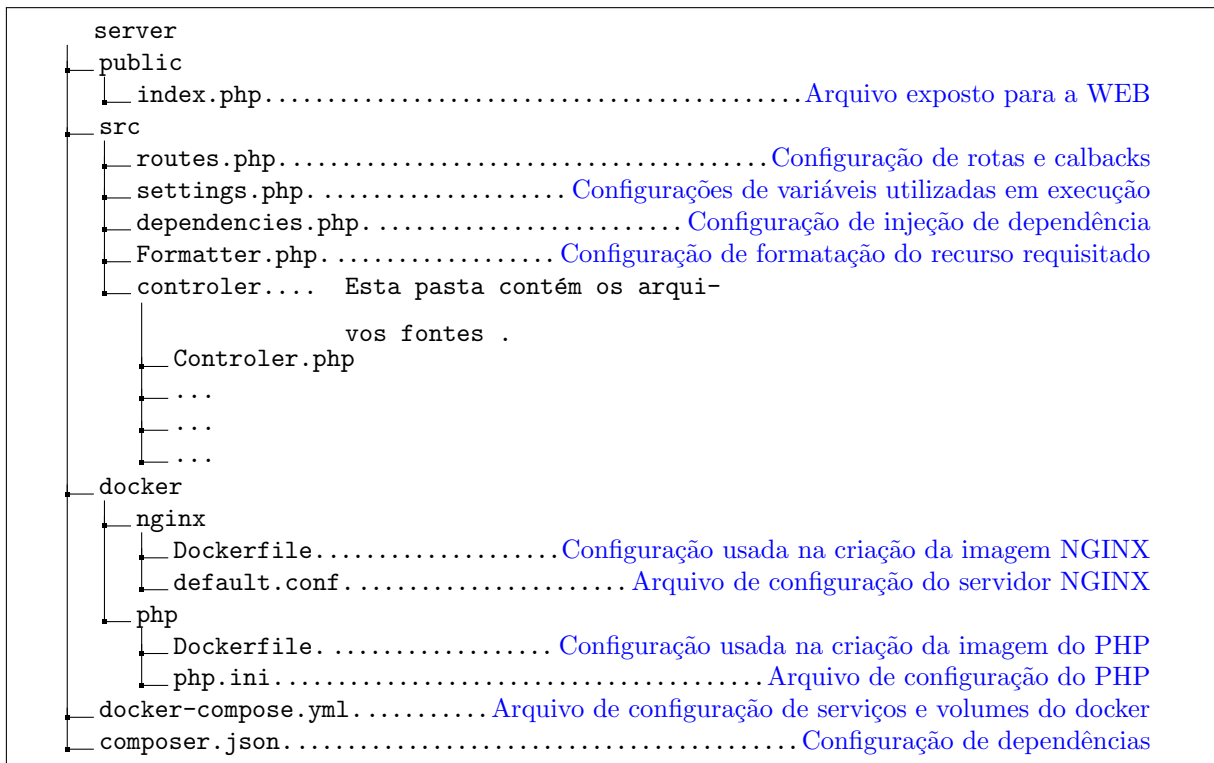 server
public
index.php...........................................Arquivo exposto para a WEB
src
routes.php.......................................Configuração de rotas e calbacks
settings.php.....................Configurações de variáveis utilizadas em execução
dependencies.php..........................Configuração de injeção de dependência
Formatter.php....................Configuração de formatação do recurso requisitado
controler.... Esta pasta contém os arqui-
vos fontes .
Controler.php
...
...
...
docker
nginx
Dockerfile....................Configuração usada na criação da imagem NGINX
default.conf.......................Arquivo de configuração do servidor NGINX
php
Dockerfile...................Configuração usada na criação da imagem do PHP
php.ini.......................................Arquivo de configuração do PHP
docker-compose.yml...........Arquivo de configuração de serviços e volumes do docker
composer.json.........................................Configuração de dependências